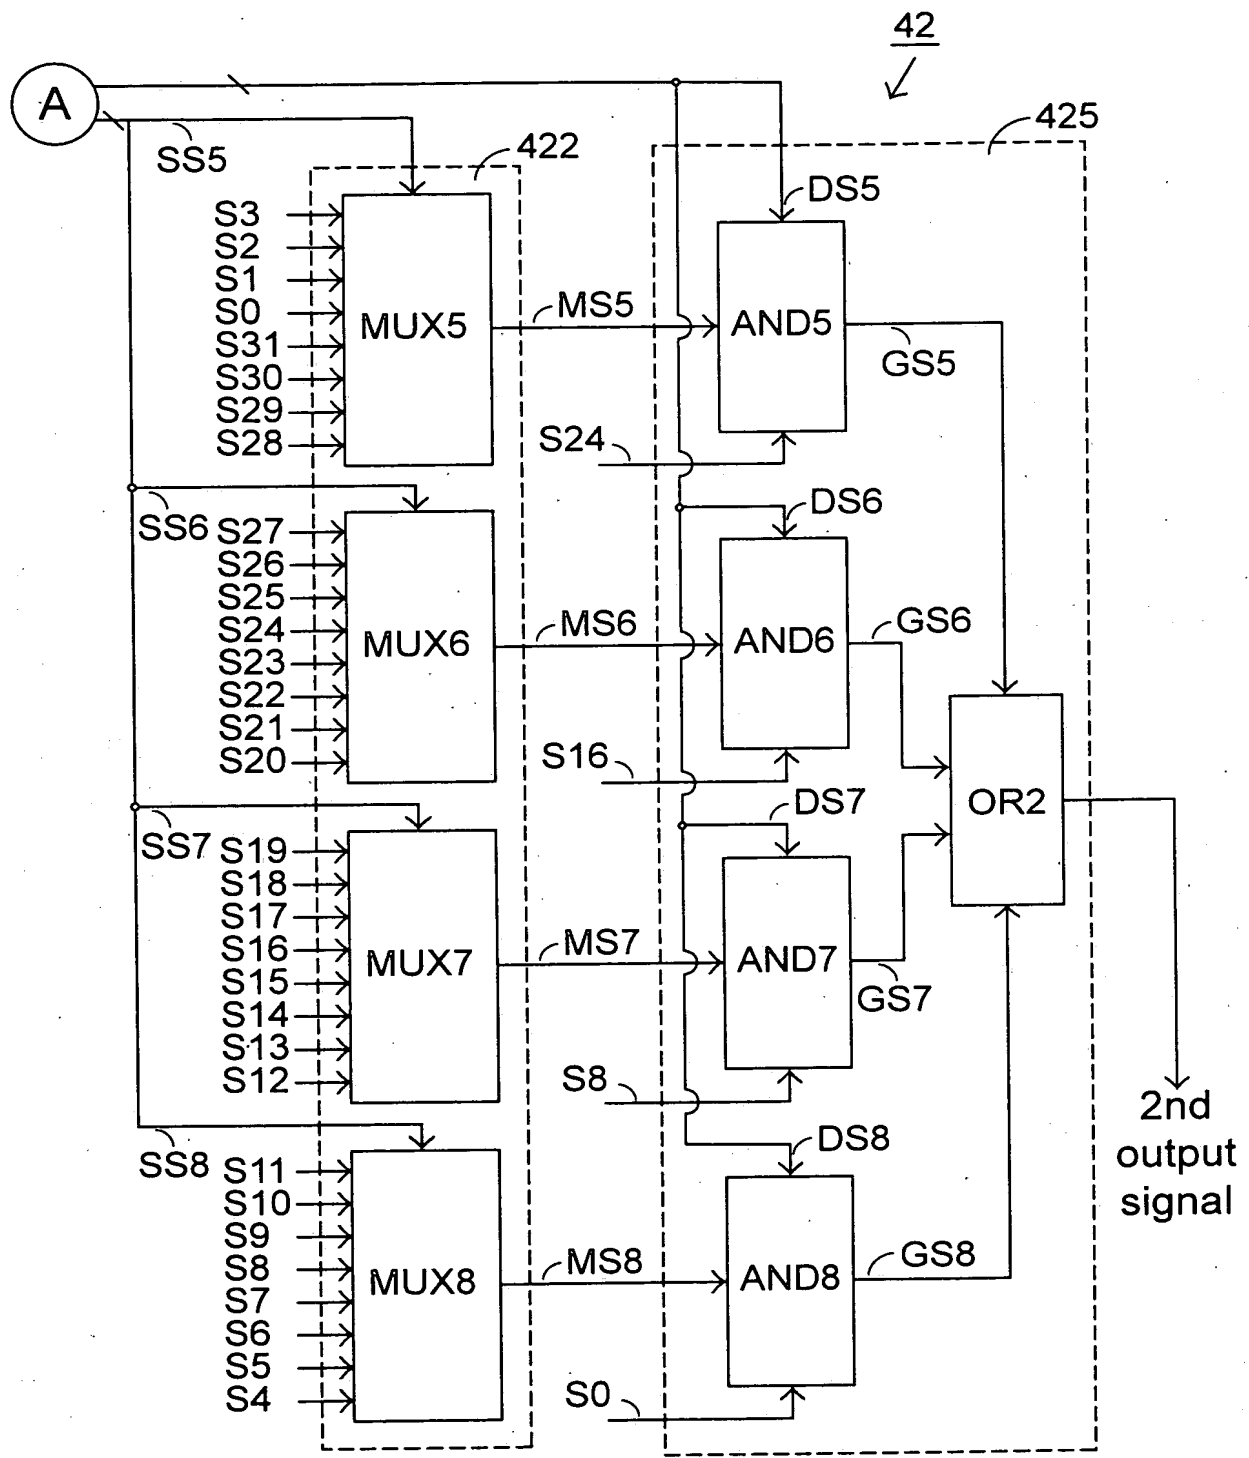 42
A
SS5
422
425
DS5
S3
S2
S1
S0
S31
S30
S29
S28
MUX5
MS5
AND5
GS5
S24
SS6
S27
S26
S25
S24
S23
S22
S21
S20
MUX6
MS6
DS6
AND6
GS6
S16
OR2
SS7
S19
S18
S17
S16
S15
S14
S13
S12
MUX7
MS7
DS7
AND7
GS7
S8
2nd
output
signal
SS8
S11
S10
S9
S8
S7
S6
S5
S4
MUX8
MS8
DS8
AND8
GS8
S0